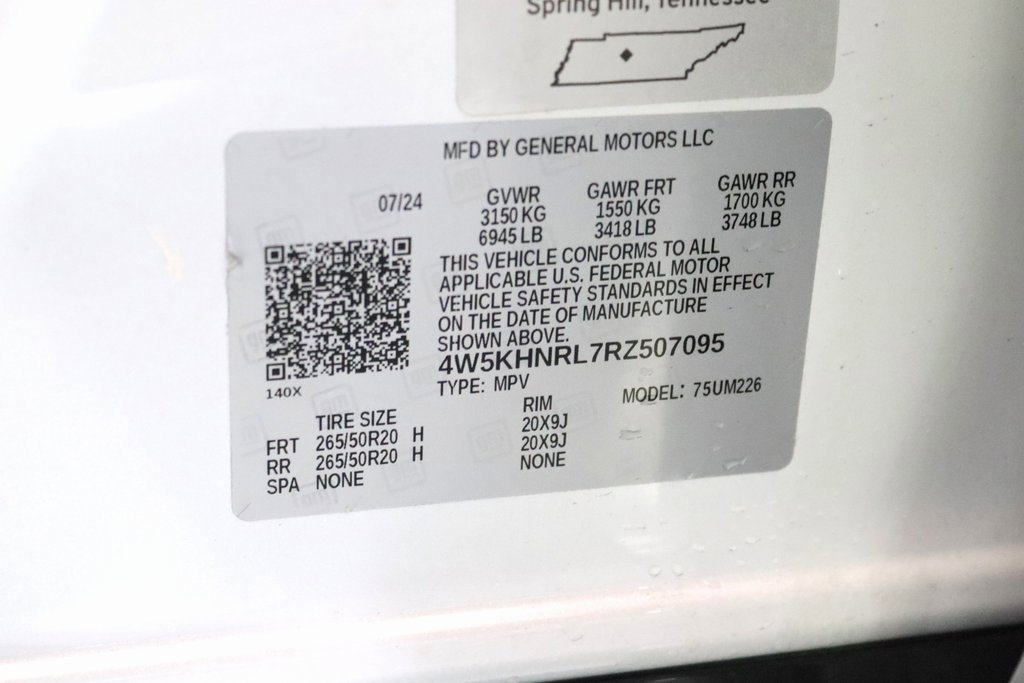 Spring Hill, Tennessee
MFD BY GENERAL MOTORS LLC
07/24
GVWR
3150 KG
6945 LB
GAWR FRT
1550 KG
3418 LB
GAWR RR
1700 KG
3748 LB
THIS VEHICLE CONFORMS TO ALL
APPLICABLE U.S. FEDERAL MOTOR
VEHICLE SAFETY STANDARDS IN EFFECT
ON THE DATE OF MANUFACTURE
SHOWN ABOVE.
4W5KHNRL7RZ507095
TYPE: MPV
MODEL: 75UM226
140X
TIRE SIZE RIM
FRT 265/50R20 H 20X9J
RR 265/50R20 H 20X9J
SPA NONE NONE